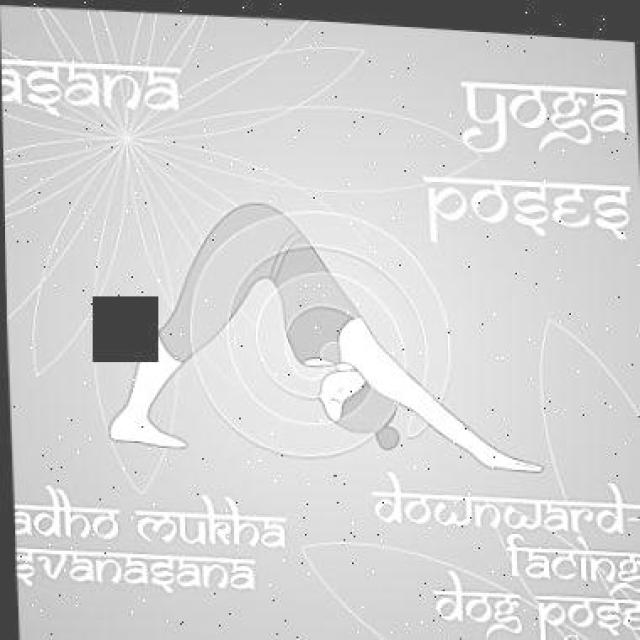 asana
yoga
poses
adho mukha
svanasana
downward-
facing
dog pose